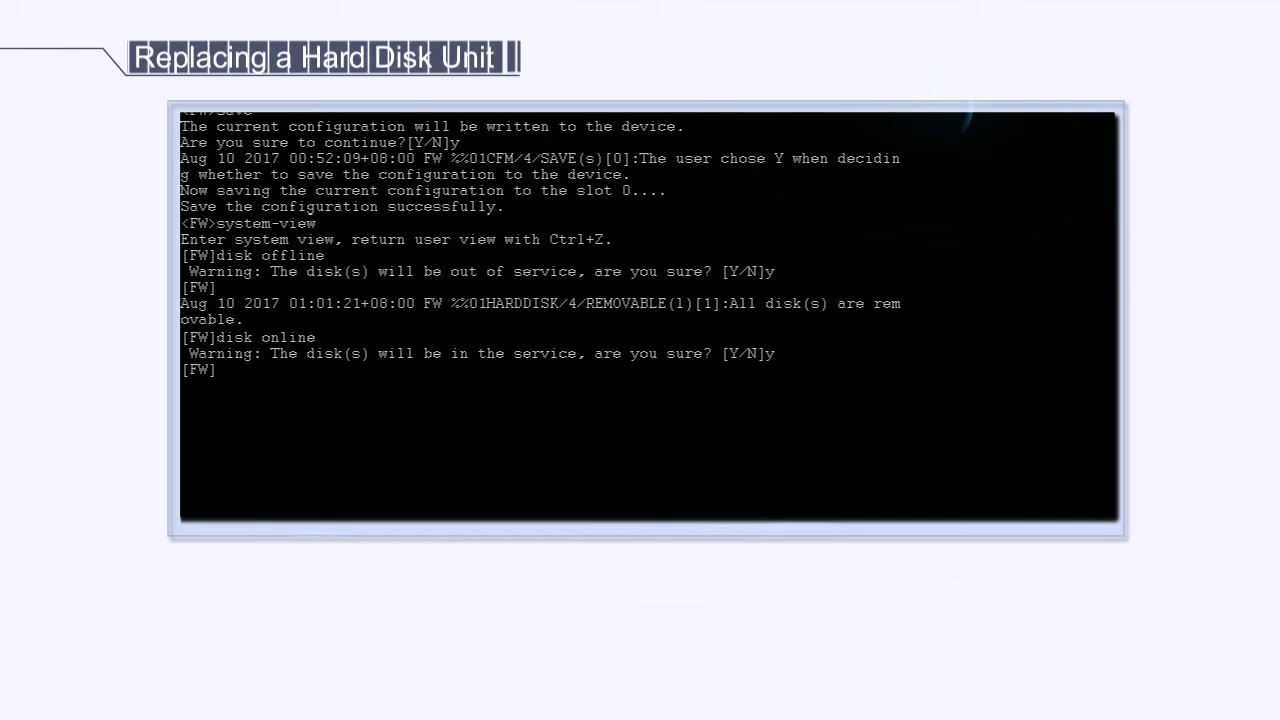 Replacing a Hard Disk Unit
<FW>save
The current configuration will be written to the device.
Are you sure to continue?[Y/N]y
Aug 10 2017 00:52:09+08:00 FW %%01CFM/4/SAVE(s)[0]:The user chose Y when decidin
g whether to save the configuration to the device.
Now saving the current configuration to the slot 0....
Save the configuration successfully.
<FW>system-view
Enter system view, return user view with Ctrl+Z.
[FW]disk offline
Warning: The disk(s) will be out of service, are you sure? [Y/N]y
[FW]
Aug 10 2017 01:01:21+08:00 FW %%01HARDDISK/4/REMOVABLE(l)[1]:All disk(s) are rem
ovable.
[FW]disk online
Warning: The disk(s) will be in the service, are you sure? [Y/N]y
[FW]